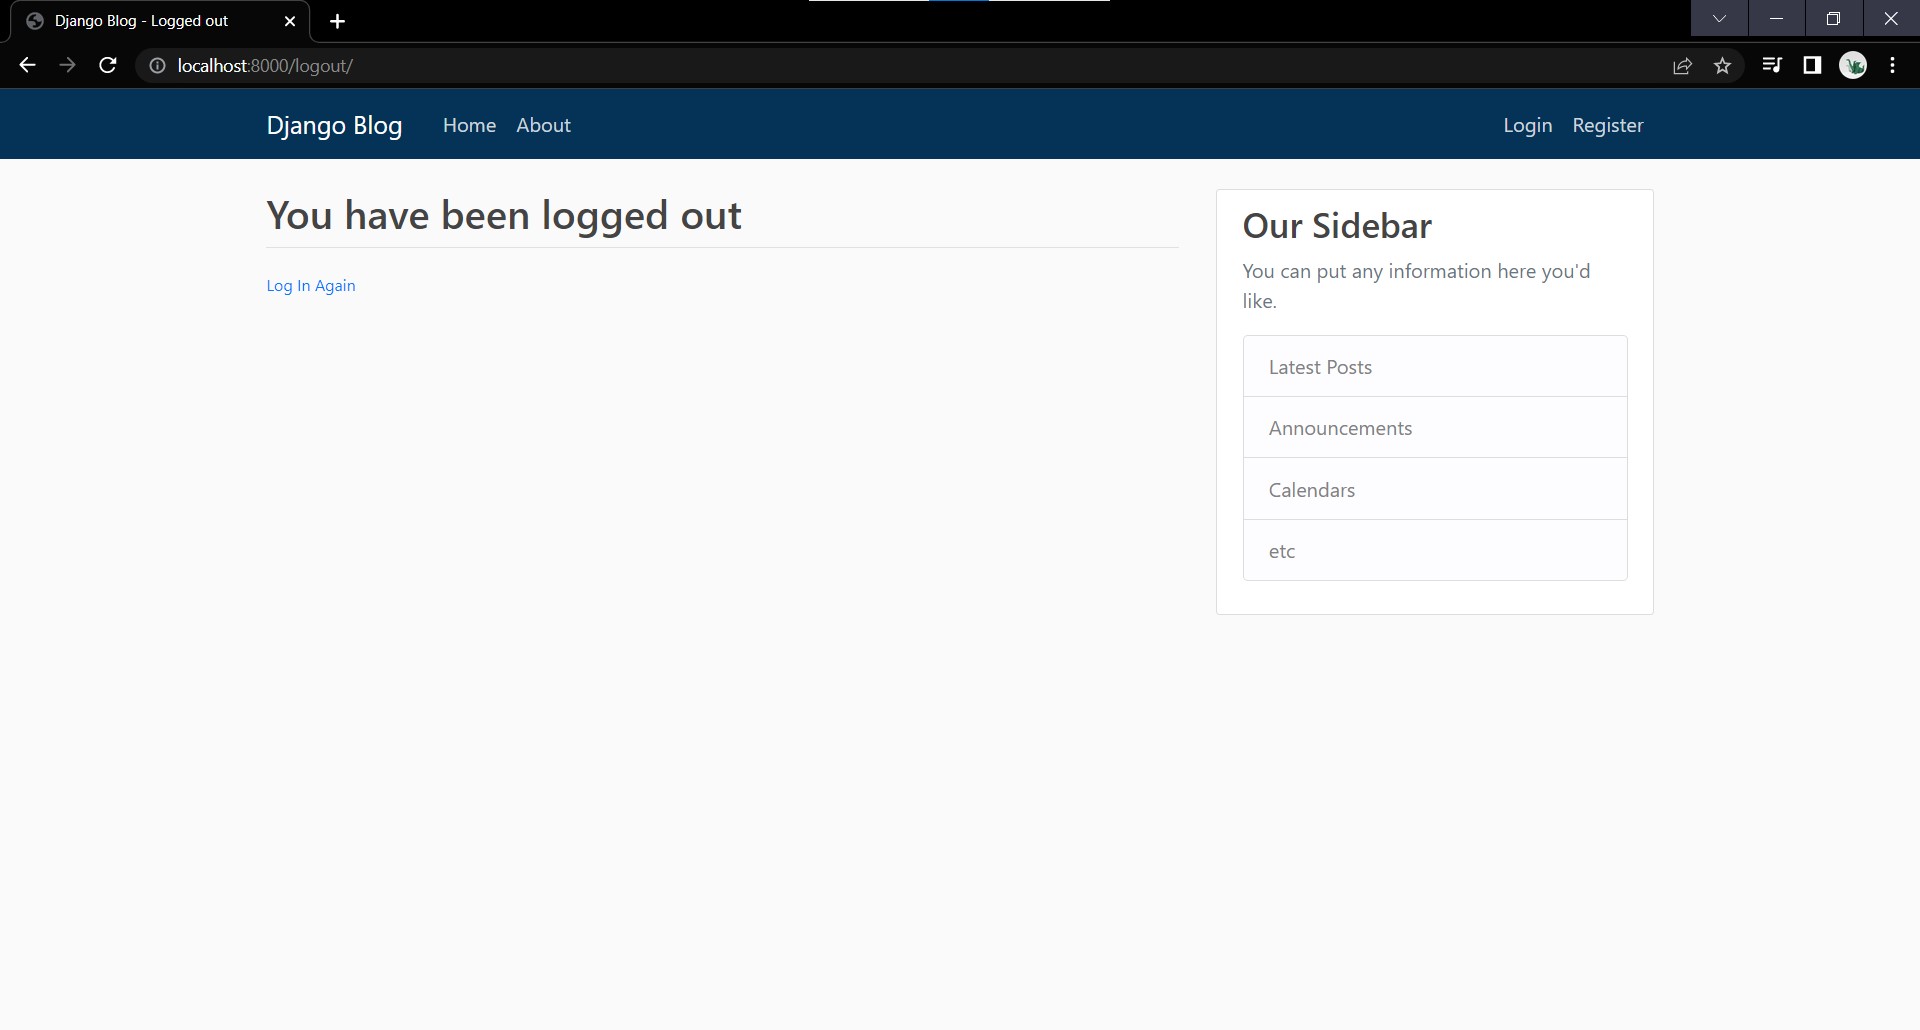 Django Blog - Logged out
localhost:8000/logout/
Django Blog Home About Login Register
You have been logged out
Log In Again
Our Sidebar
You can put any information here you'd
like.
Latest Posts
Announcements
Calendars
etc